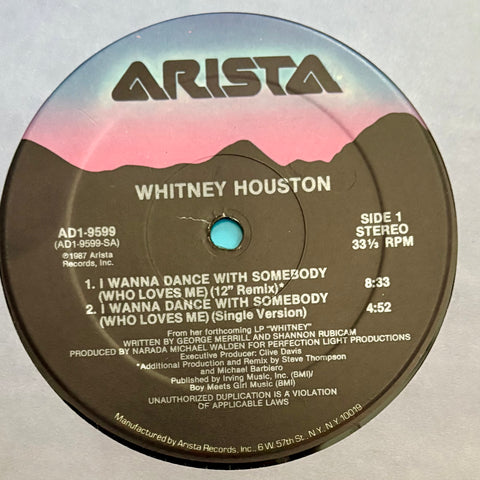 ARISTA
WHITNEY HOUSTON
AD1-9599
(AD1-9599-SA)
℗1987 Arista
Records, Inc.
SIDE 1
STEREO
33⅓ RPM
1. I WANNA DANCE WITH SOMEBODY
(WHO LOVES ME) (12" Remix)* 8:33
2. I WANNA DANCE WITH SOMEBODY
(WHO LOVES ME) (Single Version) 4:52
From her forthcoming LP "WHITNEY"
WRITTEN BY GEORGE MERRILL AND SHANNON RUBICAM
PRODUCED BY NARADA MICHAEL WALDEN FOR PERFECTION LIGHT PRODUCTIONS
Executive Producer: Clive Davis
*Additional Production and Remix by Steve Thompson
and Michael Barbiero
Published by Irving Music, Inc. (BMI)/
Boy Meets Girl Music (BMI)
UNAUTHORIZED DUPLICATION IS A VIOLATION
OF APPLICABLE LAWS
Manufactured by Arista Records, Inc., 6 W. 57th St., N.Y., N.Y. 10019